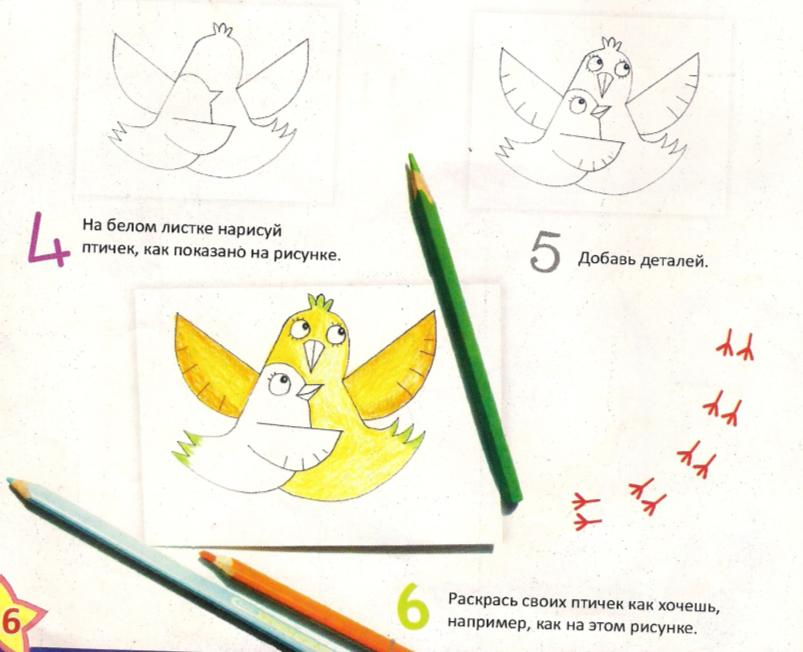 4
На белом листке нарисуй
птичек, как показано на рисунке.
5
Добавь деталей.
6
Раскрась своих птичек как хочешь,
например, как на этом рисунке.
6